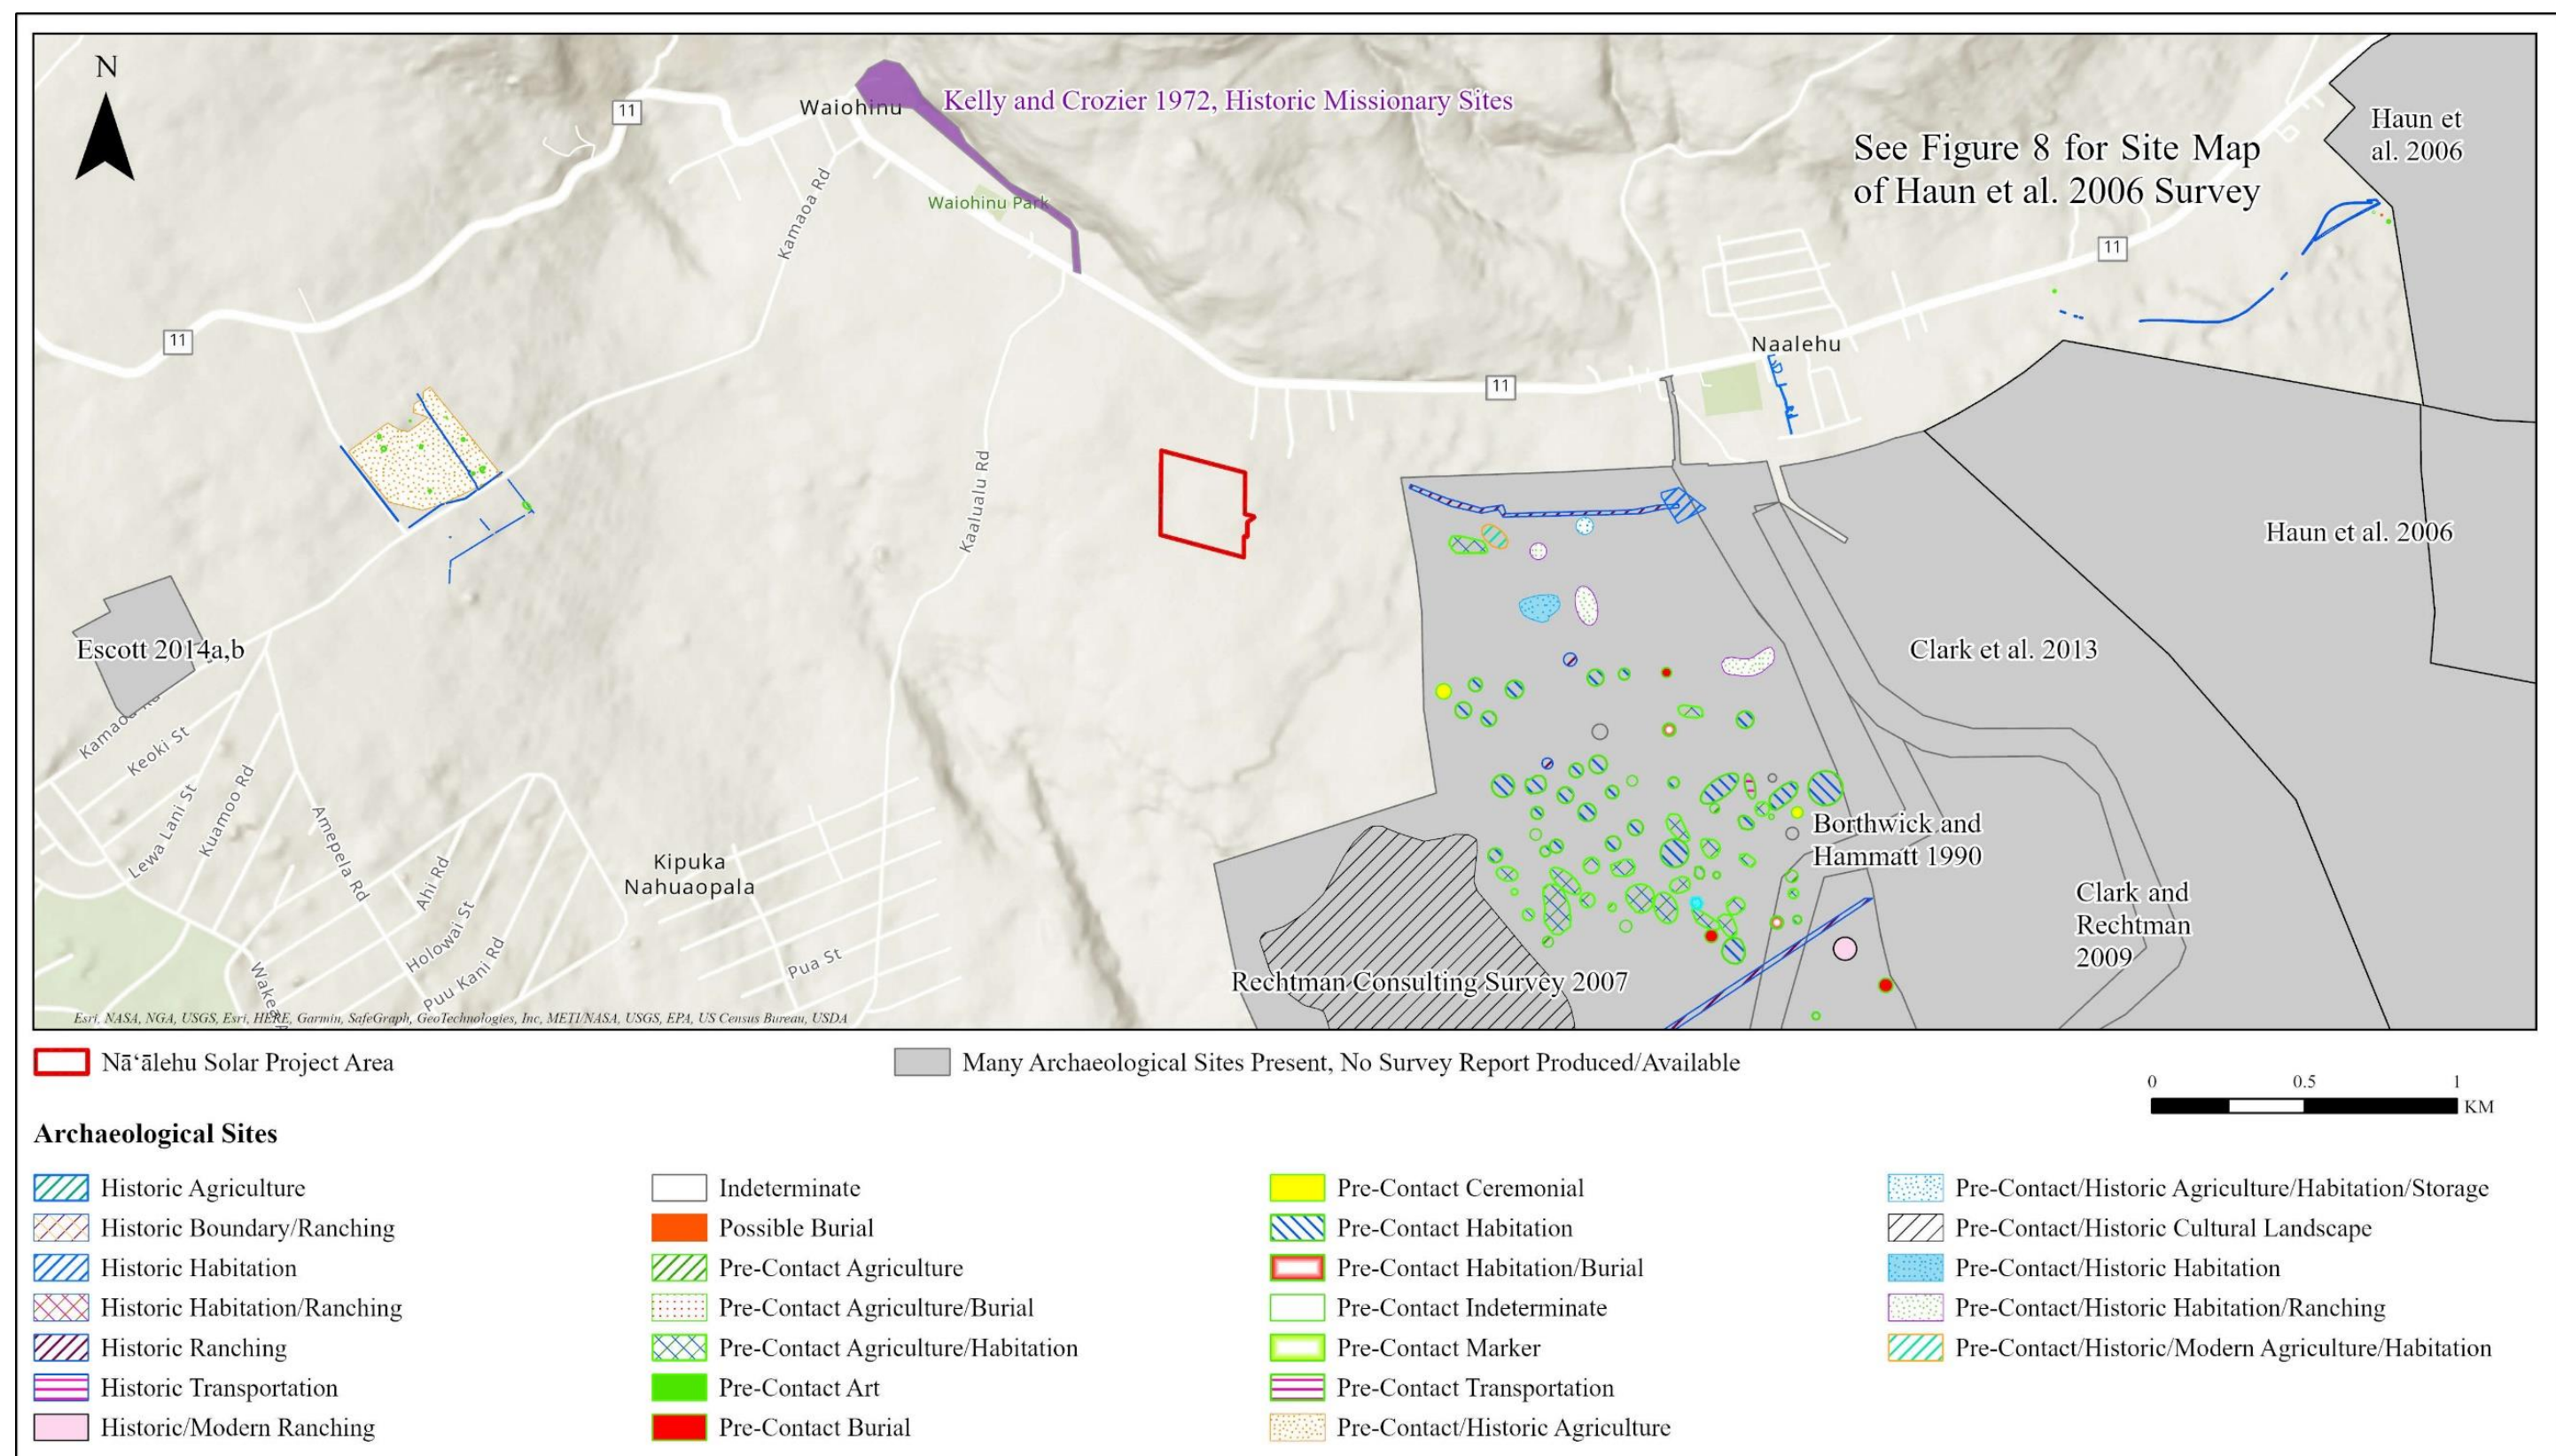 N
11
Waiohinu
Kelly and Crozier 1972, Historic Missionary Sites
Haun et
al. 2006
See Figure 8 for Site Map
of Haun et al. 2006 Survey
Kamaoa Rd
Waiohinu Park
11
11
Naalehu
11
Kaalualu Rd
Haun et al. 2006
Escott 2014a,b
Clark et al. 2013
Keoki St
Lewa Lani St
Kuamoo Rd
Amepela Rd
Ahi Rd
Holowai St
Puu Kani Rd
Kipuka
Nahuaopala
Pua St
Borthwick and
Hammatt 1990
Clark and
Rechtman
2009
Rechtman Consulting Survey 2007
Esri, NASA, NGA, USGS, Esri, HERE, Garmin, SafeGraph, GeoTechnologies, Inc, METI/NASA, USGS, EPA, US Census Bureau, USDA
Nā‘ālehu Solar Project Area
Many Archaeological Sites Present, No Survey Report Produced/Available
0 0.5 1
KM
Archaeological Sites
Historic Agriculture
Historic Boundary/Ranching
Historic Habitation
Historic Habitation/Ranching
Historic Ranching
Historic Transportation
Historic/Modern Ranching
Indeterminate
Possible Burial
Pre-Contact Agriculture
Pre-Contact Agriculture/Burial
Pre-Contact Agriculture/Habitation
Pre-Contact Art
Pre-Contact Burial
Pre-Contact Ceremonial
Pre-Contact Habitation
Pre-Contact Habitation/Burial
Pre-Contact Indeterminate
Pre-Contact Marker
Pre-Contact Transportation
Pre-Contact/Historic Agriculture
Pre-Contact/Historic Agriculture/Habitation/Storage
Pre-Contact/Historic Cultural Landscape
Pre-Contact/Historic Habitation
Pre-Contact/Historic Habitation/Ranching
Pre-Contact/Historic/Modern Agriculture/Habitation